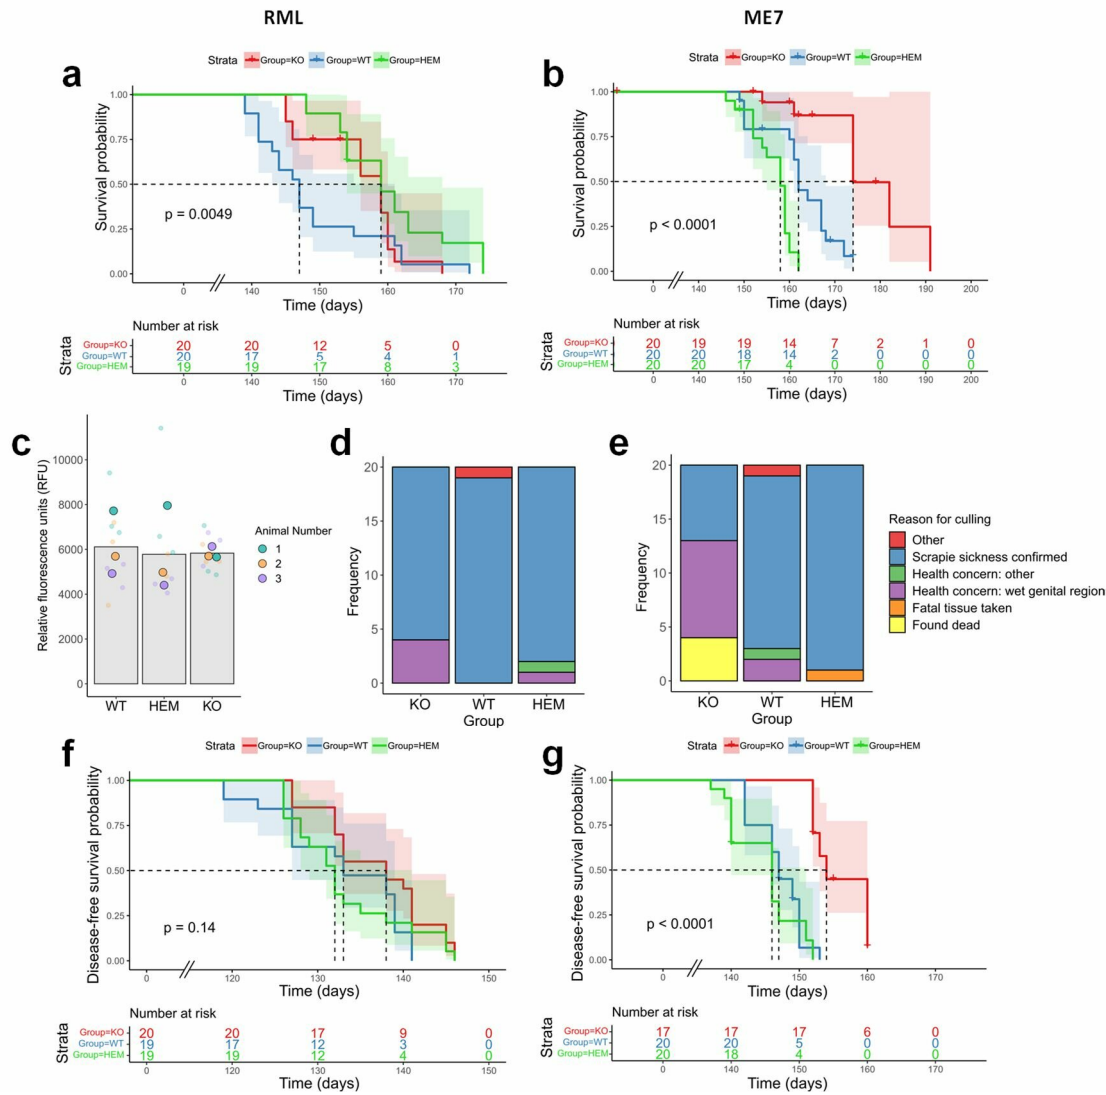 RML
ME7
a
Strata Group=KO Group=WT Group=HEM
Survival probability
1.00
0.75
0.50
0.25
0.00
p = 0.0049
0 140 150 160 170
Time (days)
Number at risk
Strata
Group=KO 20 20 12 5 0
Group=WT 20 17 5 4 1
Group=HEM 19 19 17 8 3
0 140 150 160 170
Time (days)
b
Strata Group=KO Group=WT Group=HEM
Survival probability
1.00
0.75
0.50
0.25
0.00
p < 0.0001
0 140 150 160 170 180 190 200
Time (days)
Number at risk
Strata
Group=KO 20 19 19 14 7 2 1 0
Group=WT 20 20 18 14 2 0 0 0
Group=HEM 20 20 17 4 0 0 0 0
0 140 150 160 170 180 190 200
Time (days)
c
Relative fluorescence units (RFU)
10000
8000
6000
4000
2000
0
WT HEM KO
Animal Number
1
2
3
d
Frequency
20
15
10
5
0
KO WT HEM
Group
e
Frequency
20
15
10
5
0
KO WT HEM
Group
Reason for culling
Other
Scrapie sickness confirmed
Health concern: other
Health concern: wet genital region
Fatal tissue taken
Found dead
f
Strata Group=KO Group=WT Group=HEM
Disease-free survival probability
1.00
0.75
0.50
0.25
0.00
p = 0.14
0 120 130 140 150
Time (days)
Number at risk
Strata
Group=KO 20 20 17 9 0
Group=WT 19 17 12 3 0
Group=HEM 19 19 12 4 0
0 120 130 140 150
Time (days)
g
Strata Group=KO Group=WT Group=HEM
Disease-free survival probability
1.00
0.75
0.50
0.25
0.00
p < 0.0001
0 140 150 160 170
Time (days)
Number at risk
Strata
Group=KO 17 17 17 6 0
Group=WT 20 20 5 0 0
Group=HEM 20 18 4 0 0
0 140 150 160 170
Time (days)